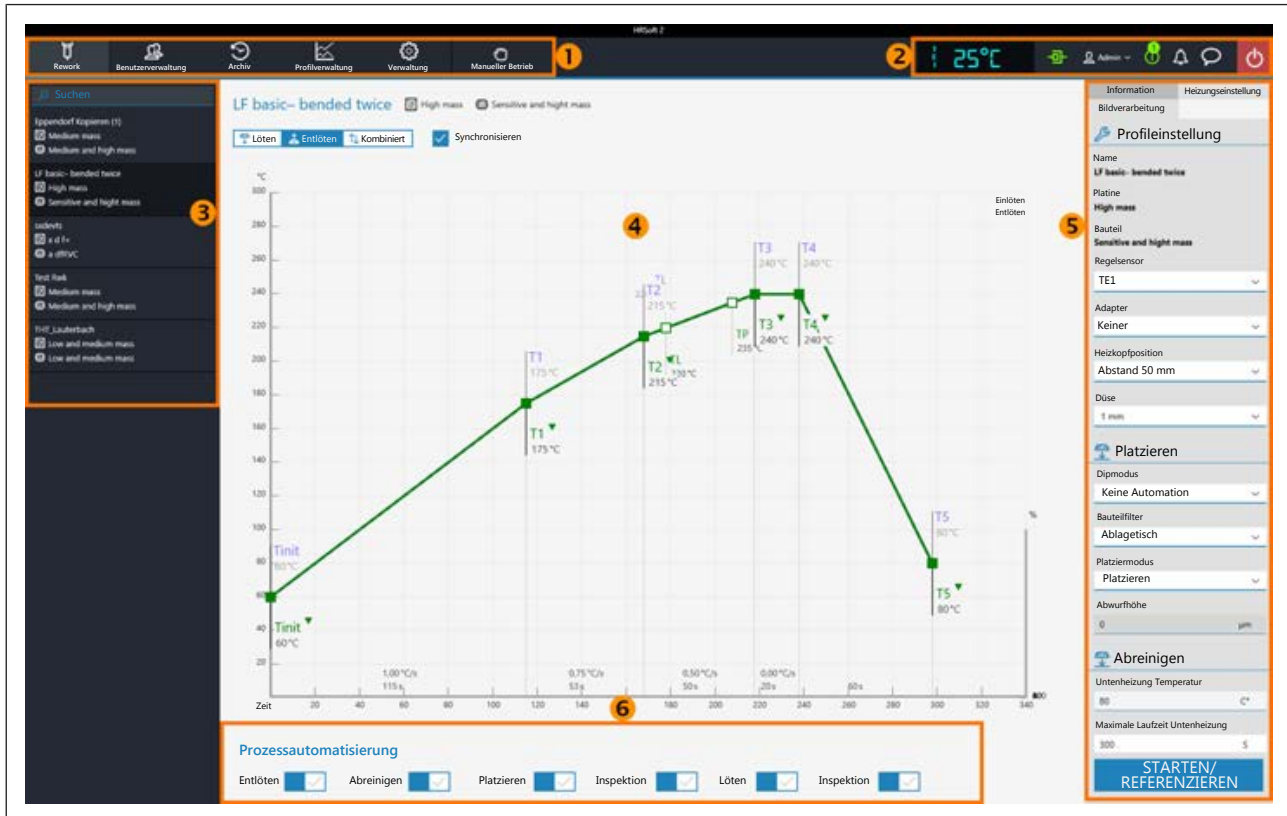 HRSoft 2
Rework
Benutzerverwaltung
Archiv
Profilverwaltung
Verwaltung
Manueller Betrieb
1
2
25°C
Admin
1
Suchen
Eppendorf Kopieren (1)
Medium mass
Medium and high mass
LF basic- bended twice
High mass
Sensitive and hight mass
Medium mass
Medium and high mass
THT_Lauterbach
Low and medium mass
Low and medium mass
3
LF basic– bended twice
High mass
Sensitive and hight mass
Löten
Entlöten
Kombiniert
Synchronisieren
°C
300
280
260
240
220
200
180
160
140
120
100
80
60
40
20
4
Einlöten
Entlöten
T3
240°C
T4
240°C
TL
T2
215°C
T1
175°C
Tinit
60°C
T5
80°C
T3
240°C
T4
240°C
TP
235°C
T2
215°C
TL
220°C
T1
175°C
Tinit
60°C
T5
80°C
%
1,00°C/s
115 s
0,75°C/s
53 s
0,50°C/s
50 s
0,00°C/s
20 s
60 s
Zeit
20
40
60
80
100
120
140
180
200
220
240
260
280
300
320
340
6
Prozessautomatisierung
Entlöten
Abreinigen
Platzieren
Inspektion
Löten
Inspektion
5
Information
Heizungseinstellung
Bildverarbeitung
Profileinstellung
Name
LF basic- bended twice
Platine
High mass
Bauteil
Sensitive and hight mass
Regelsensor
TE1
Adapter
Keiner
Heizkopfposition
Abstand 50 mm
Düse
1 mm
Platzieren
Dipmodus
Keine Automation
Bauteilfilter
Ablagetisch
Platziermodus
Platzieren
Abwurfhöhe
0 µm
Abreinigen
Untenheizung Temperatur
80 C°
Maximale Laufzeit Untenheizung
300 S
STARTEN/
REFERENZIEREN